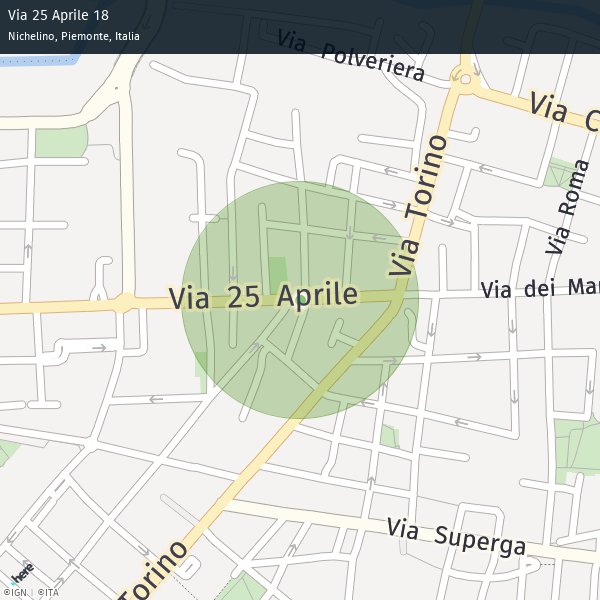 Via 25 Aprile 18
Nichelino, Piemonte, Italia
Via Polveriera
Via C
Via Torino
Via Roma
Via 25 Aprile
Via dei Mar
Via Superga
Torino
here
©IGN | ©ITA